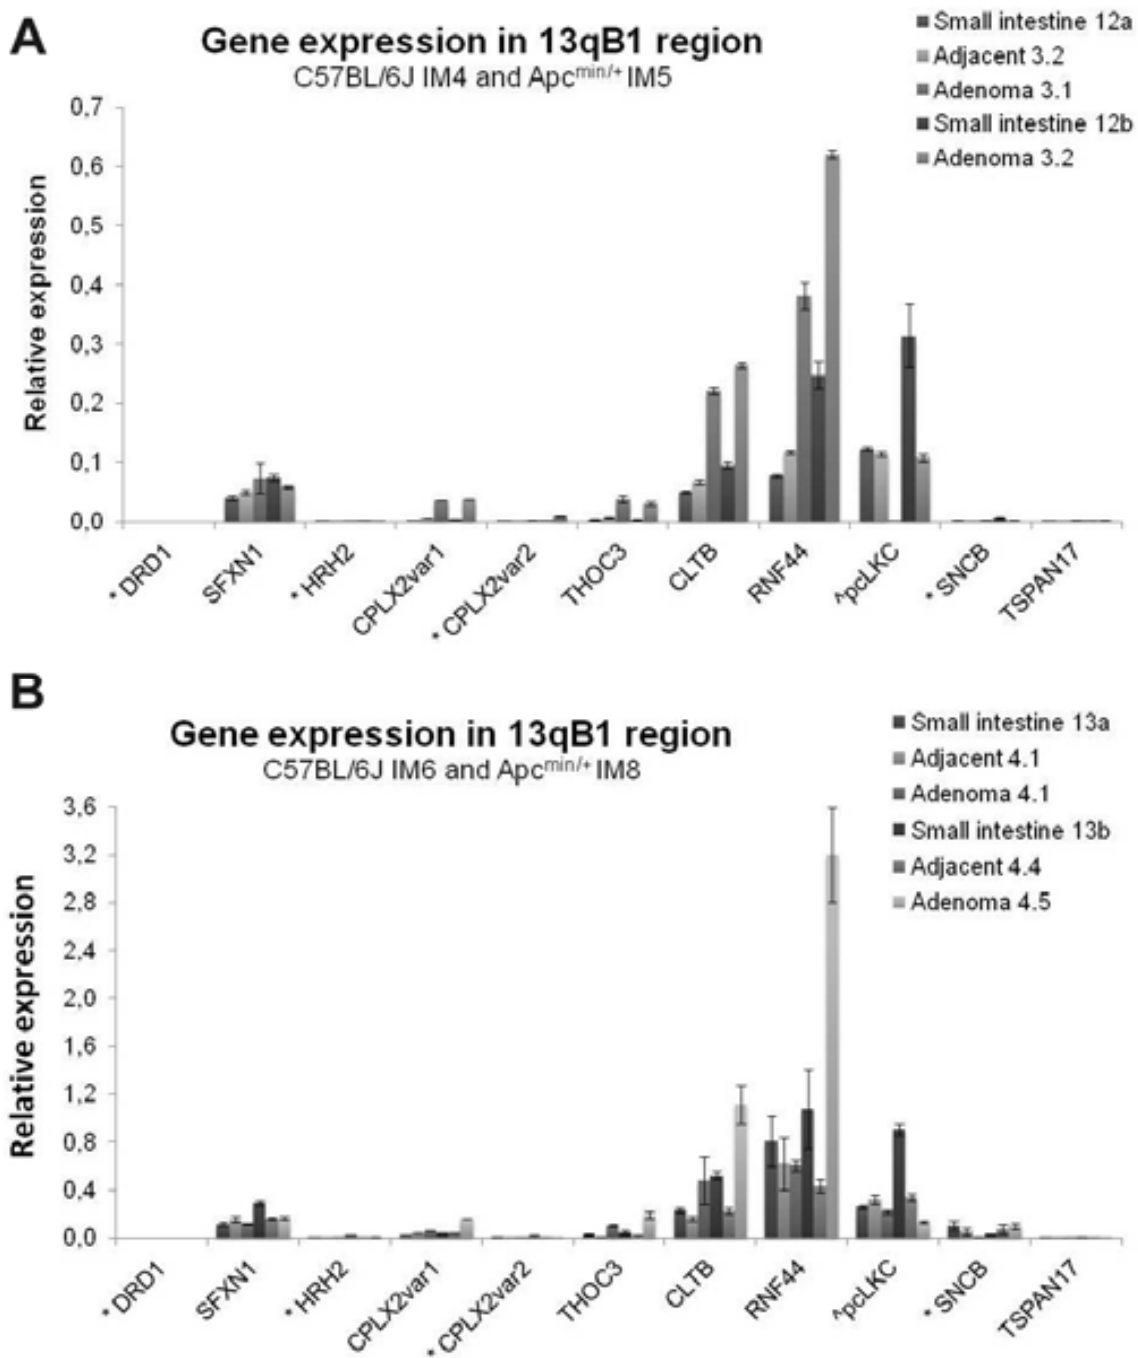 A
Gene expression in 13qB1 region
C57BL/6J IM4 and Apcmin/+ IM5
Small intestine 12a
Adjacent 3.2
Adenoma 3.1
Small intestine 12b
Adenoma 3.2
Relative expression
0,7
0,6
0,5
0,4
0,3
0,2
0,1
0,0
* DRD1
SFXN1
* HRH2
CPLX2var1
* CPLX2var2
THOC3
CLTB
RNF44
^pcLKC
* SNCB
TSPAN17
B
Gene expression in 13qB1 region
C57BL/6J IM6 and Apcmin/+ IM8
Small intestine 13a
Adjacent 4.1
Adenoma 4.1
Small intestine 13b
Adjacent 4.4
Adenoma 4.5
Relative expression
3,6
3,2
2,8
2,4
2,0
1,6
1,2
0,8
0,4
0,0
* DRD1
SFXN1
* HRH2
CPLX2var1
* CPLX2var2
THOC3
CLTB
RNF44
^pcLKC
* SNCB
TSPAN17